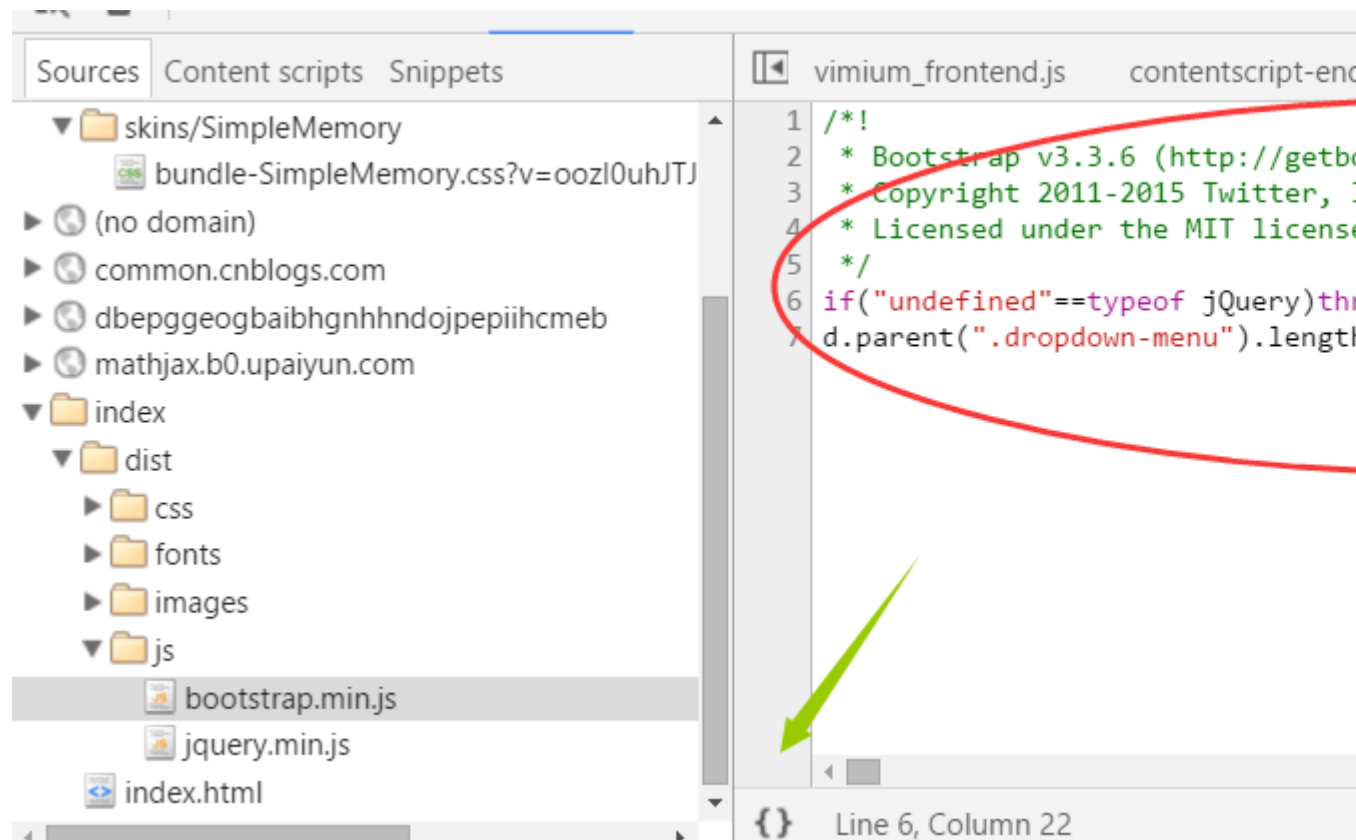 Sources Content scripts Snippets
skins/SimpleMemory
bundle-SimpleMemory.css?v=oozI0uhJTJ
(no domain)
common.cnblogs.com
dbepggeogbaibhgnhhndojpepiihcmeb
mathjax.b0.upaiyun.com
index
dist
css
fonts
images
js
bootstrap.min.js
jquery.min.js
index.html
vimium_frontend.js contentscript-end
1 /*!
2 * Bootstrap v3.3.6 (http://getbo
3 * Copyright 2011-2015 Twitter, I
4 * Licensed under the MIT license
5 */
6 if("undefined"==typeof jQuery)thr
7 d.parent(".dropdown-menu").length
{} Line 6, Column 22